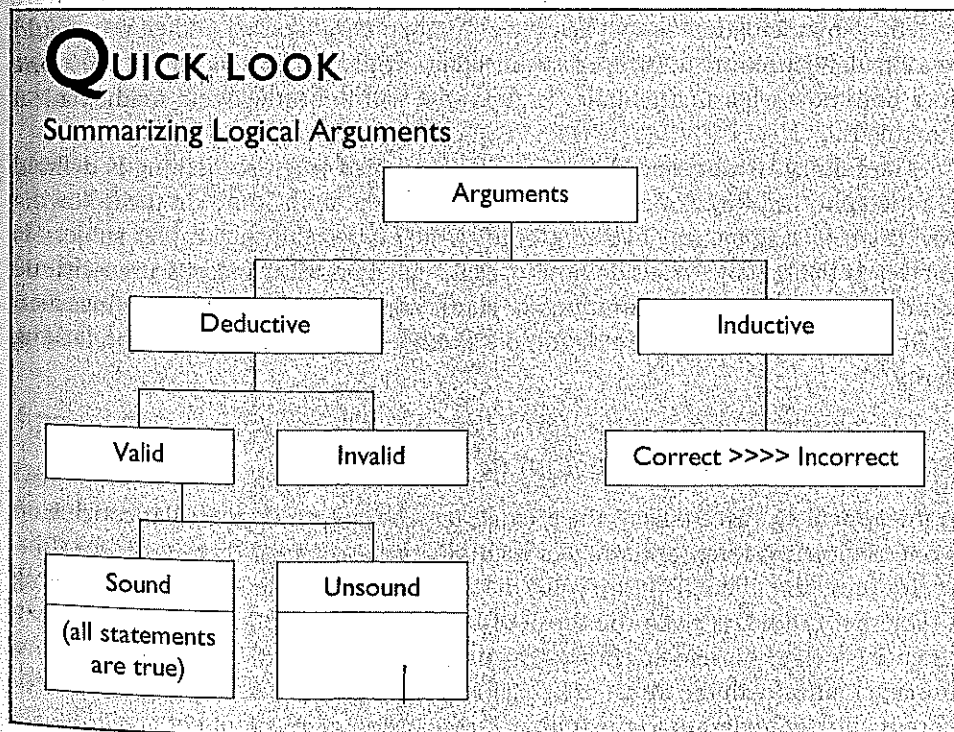 QUICK LOOK
Summarizing Logical Arguments
Arguments
Deductive
Inductive
Valid
Invalid
Correct >>>> Incorrect
Sound
Unsound
(all statements
are true)